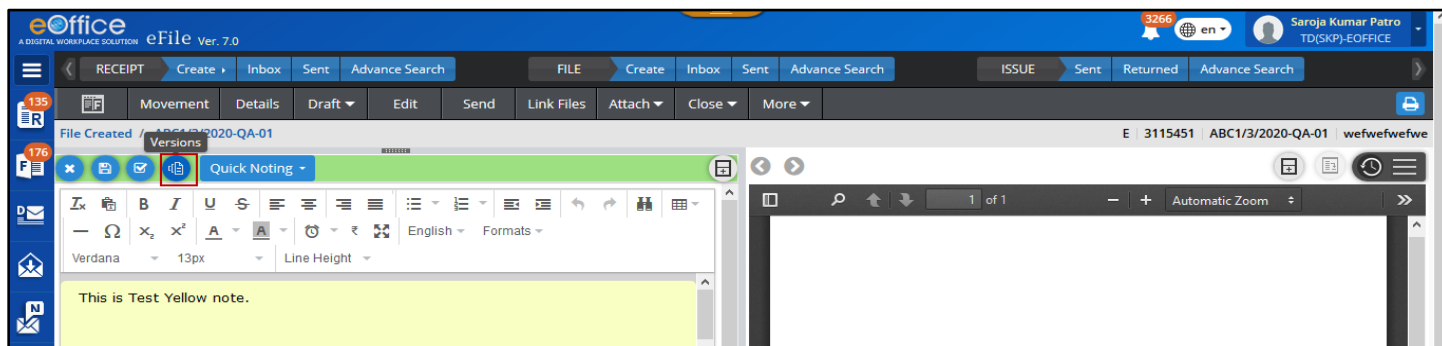 eOffice
A DIGITAL WORKPLACE SOLUTION eFile Ver. 7.0
3266 en Saroja Kumar Patro
TD(SKP)-EOFFICE
RECEIPT Create Inbox Sent Advance Search FILE Create Inbox Sent Advance Search ISSUE Sent Returned Advance Search
135 R Movement Details Draft Edit Send Link Files Attach Close More
File Created / ABC1/3/2020-QA-01 E 3115451 ABC1/3/2020-QA-01 wefwefwefwe
Versions
176 F Quick Noting
B I U S
1 of 1 Automatic Zoom
Ω X₂ X² A A ₹ English Formats
Verdana 13px Line Height
This is Test Yellow note.
D
N